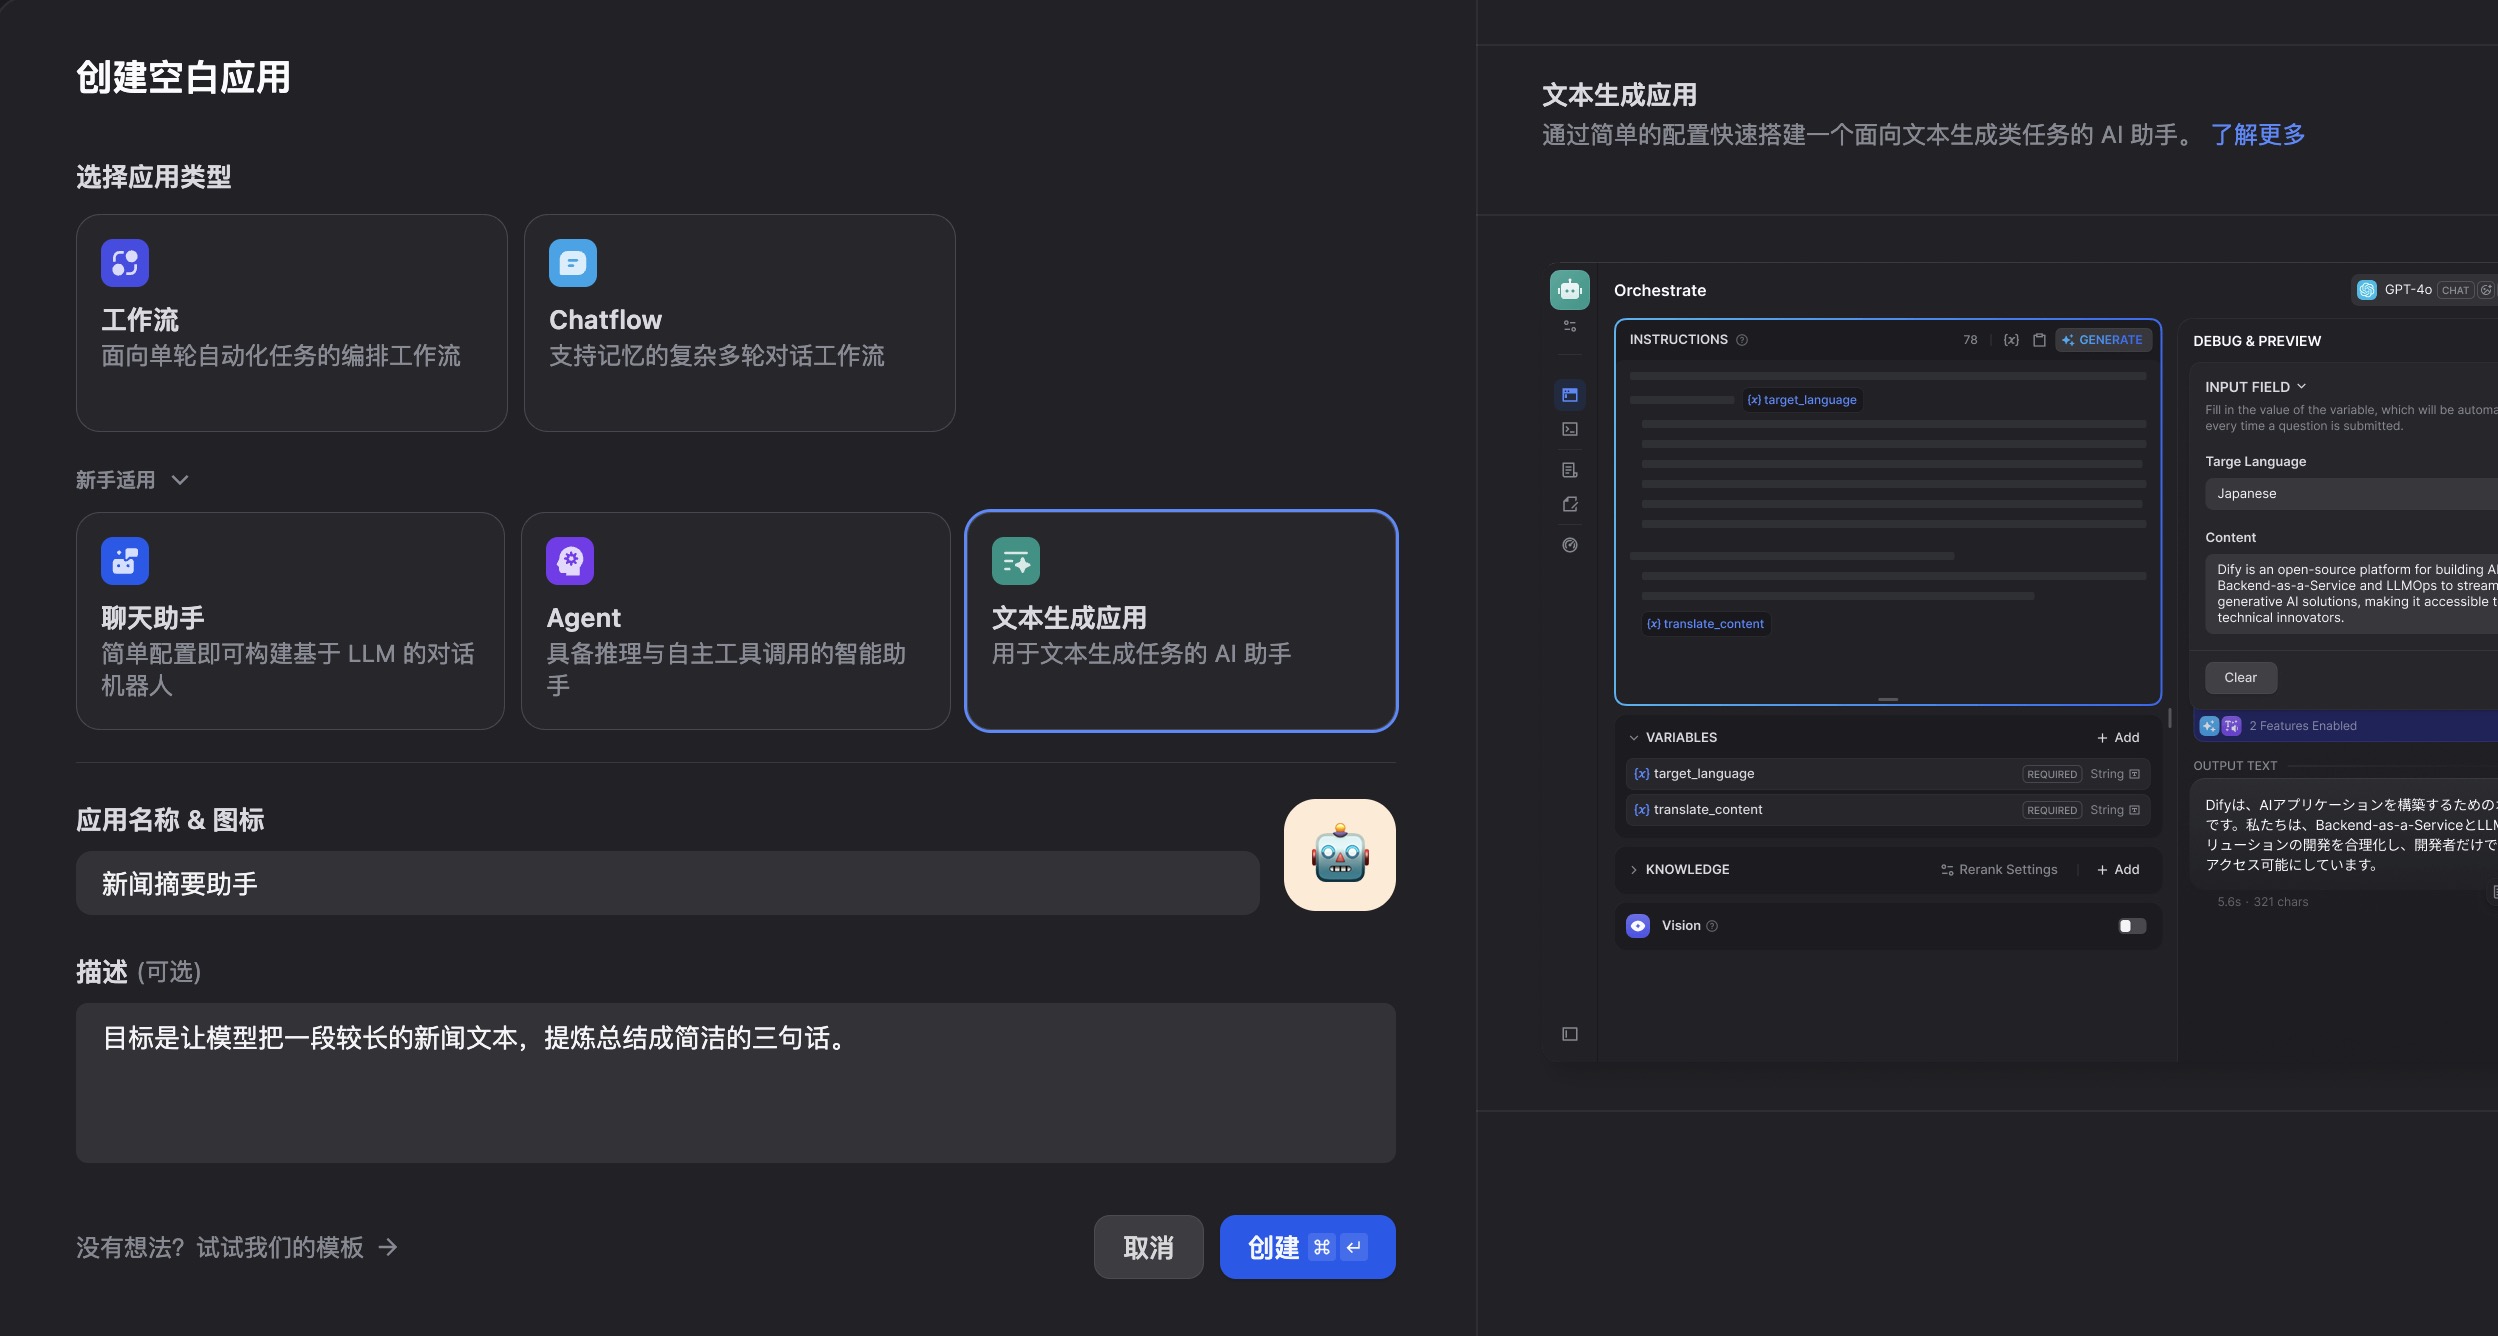 创建空白应用
选择应用类型
工作流
面向单轮自动化任务的编排工作流
Chatflow
支持记忆的复杂多轮对话工作流
新手适用
聊天助手
简单配置即可构建基于 LLM 的对话
机器人
Agent
具备推理与自主工具调用的智能助
手
文本生成应用
用于文本生成任务的 AI 助手
应用名称 & 图标
新闻摘要助手
描述 (可选)
目标是让模型把一段较长的新闻文本，提炼总结成简洁的三句话。
没有想法？试试我们的模板 →
取消
创建 ⌘ ↵
文本生成应用
通过简单的配置快速搭建一个面向文本生成类任务的 AI 助手。 了解更多
Orchestrate
GPT-4o CHAT
INSTRUCTIONS 78 {x} GENERATE
{x} target_language
{x} translate_content
VARIABLES + Add
{x} target_language REQUIRED String
{x} translate_content REQUIRED String
KNOWLEDGE Rerank Settings + Add
Vision
DEBUG & PREVIEW
INPUT FIELD
Fill in the value of the variable, which will be automa
every time a question is submitted.
Targe Language
Japanese
Content
Dify is an open-source platform for building AI
Backend-as-a-Service and LLMOps to stream
generative AI solutions, making it accessible t
technical innovators.
Clear
2 Features Enabled
OUTPUT TEXT
Difyは、AIアプリケーションを構築するための
です。私たちは、Backend-as-a-ServiceとLLM
リューションの開発を合理化し、開発者だけで
アクセス可能にしています。
5.6s · 321 chars